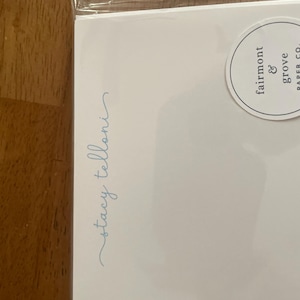 stacy telloni
fairmont
&
grove
PAPER CO.